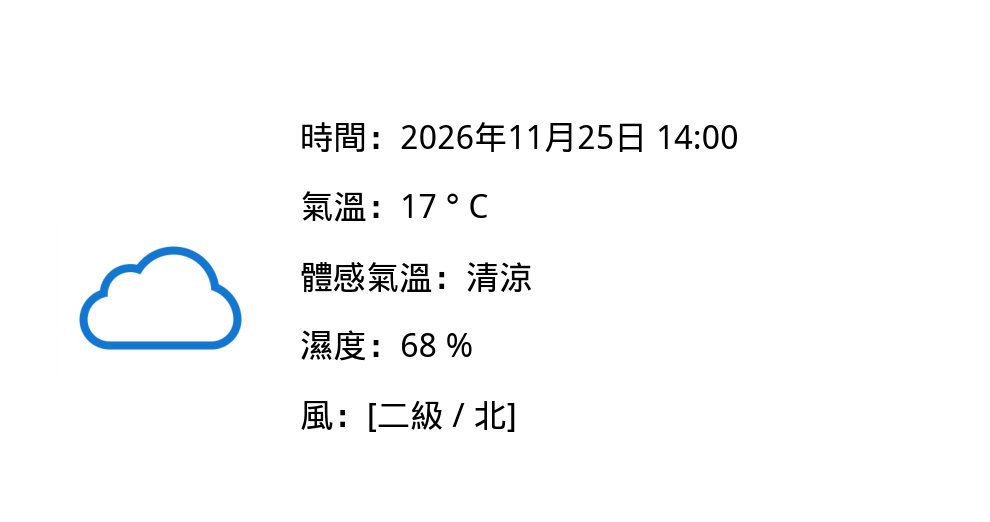 時間：2026年11月25日 14:00
氣溫：17 ° C
體感氣溫：清涼
濕度：68 %
風：[二級 / 北]